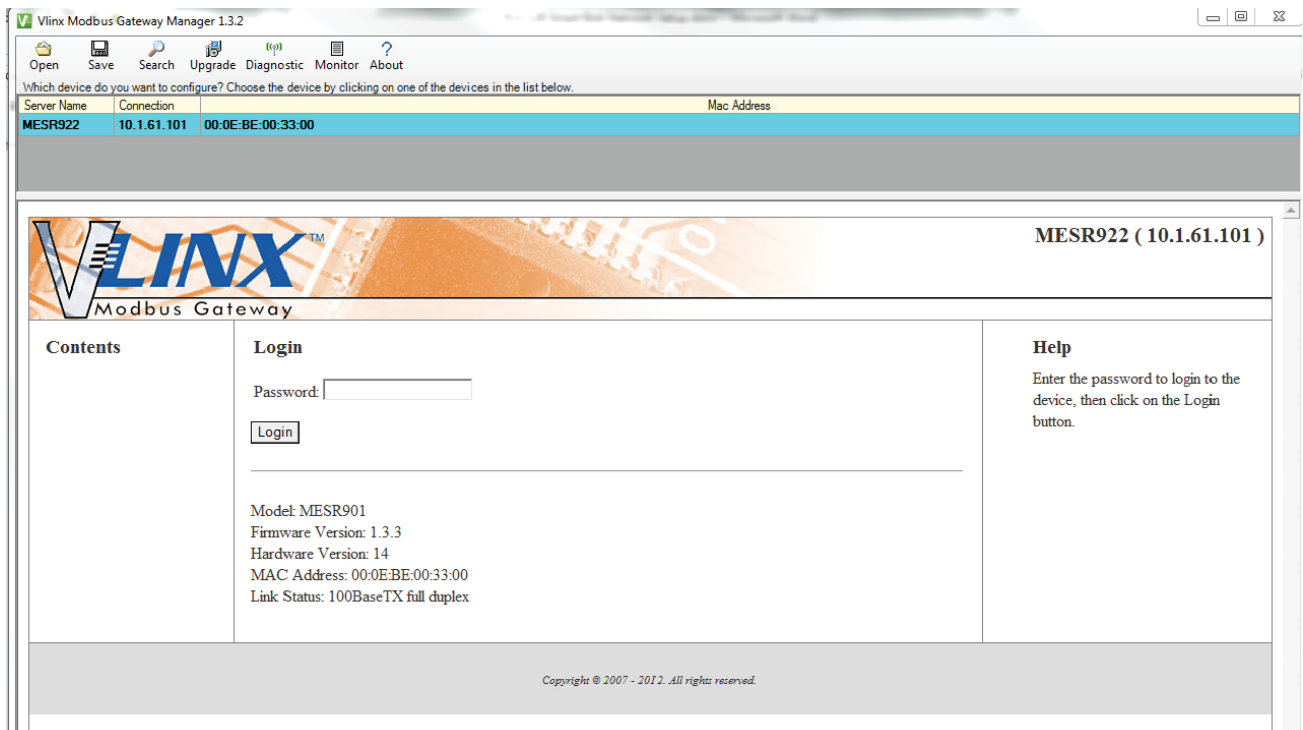 Vlinx Modbus Gateway Manager 1.3.2
Open Save Search Upgrade Diagnostic Monitor About
Which device do you want to configure? Choose the device by clicking on one of the devices in the list below.
Server Name Connection Mac Address
MESR922 10.1.61.101 00:0E:BE:00:33:00
VLINX TM
Modbus Gateway
MESR922 ( 10.1.61.101 )
Contents
Login
Password:
Login
Model: MESR901
Firmware Version: 1.3.3
Hardware Version: 14
MAC Address: 00:0E:BE:00:33:00
Link Status: 100BaseTX full duplex
Help
Enter the password to login to the
device, then click on the Login
button.
Copyright © 2007 - 2012. All rights reserved.